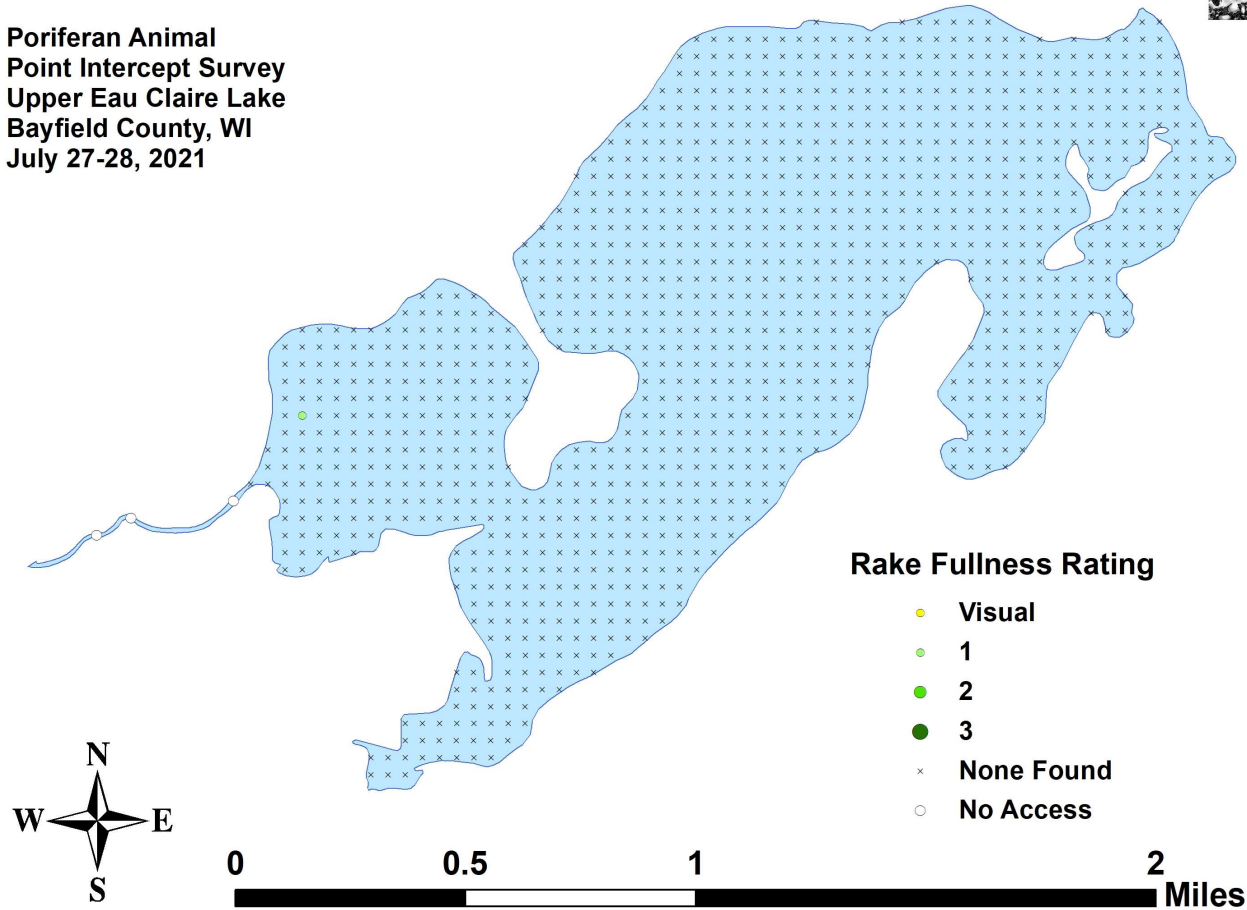 Poriferan Animal
Point Intercept Survey
Upper Eau Claire Lake
Bayfield County, WI
July 27-28, 2021
Rake Fullness Rating
Visual
1
2
3
None Found
No Access
N
W E
S
0 0.5 1 2
Miles